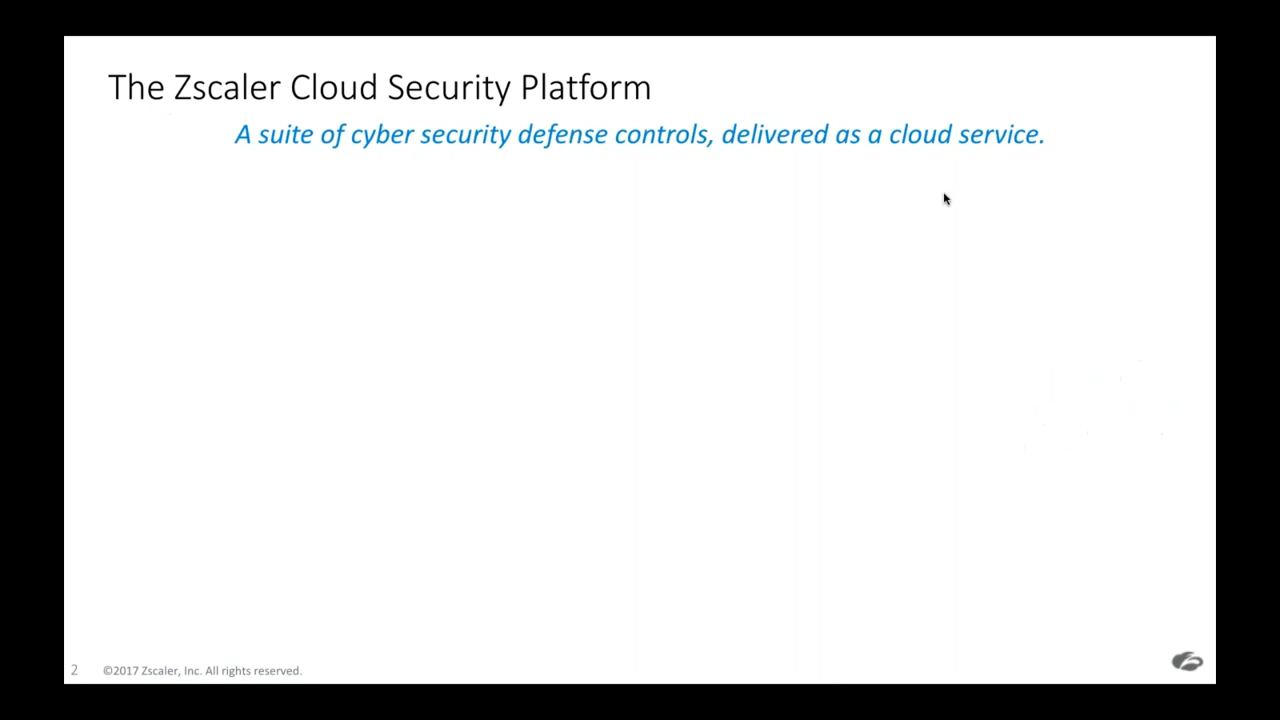 The Zscaler Cloud Security Platform
A suite of cyber security defense controls, delivered as a cloud service.
2 ©2017 Zscaler, Inc. All rights reserved.